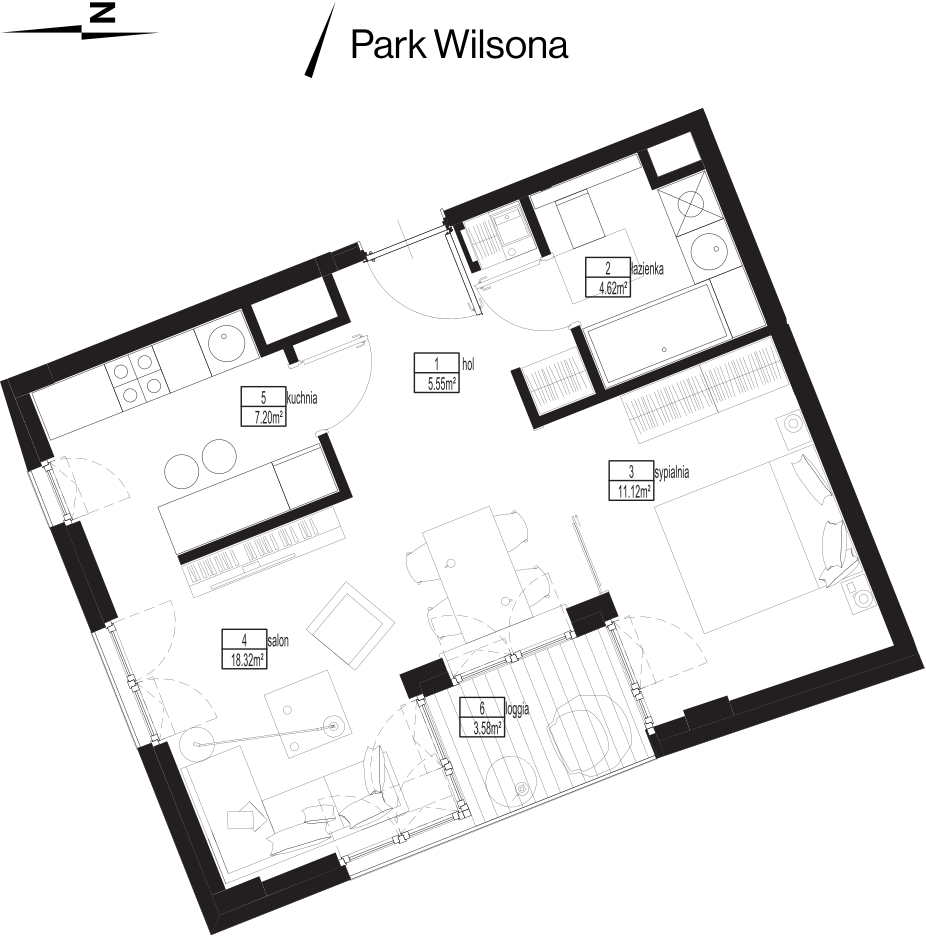 N
Park Wilsona
2 łazienka
4.62m²
1 hol
5.55m²
5 kuchnia
7.20m²
3 sypialnia
11.12m²
4 salon
18.32m²
6 loggia
3.58m²